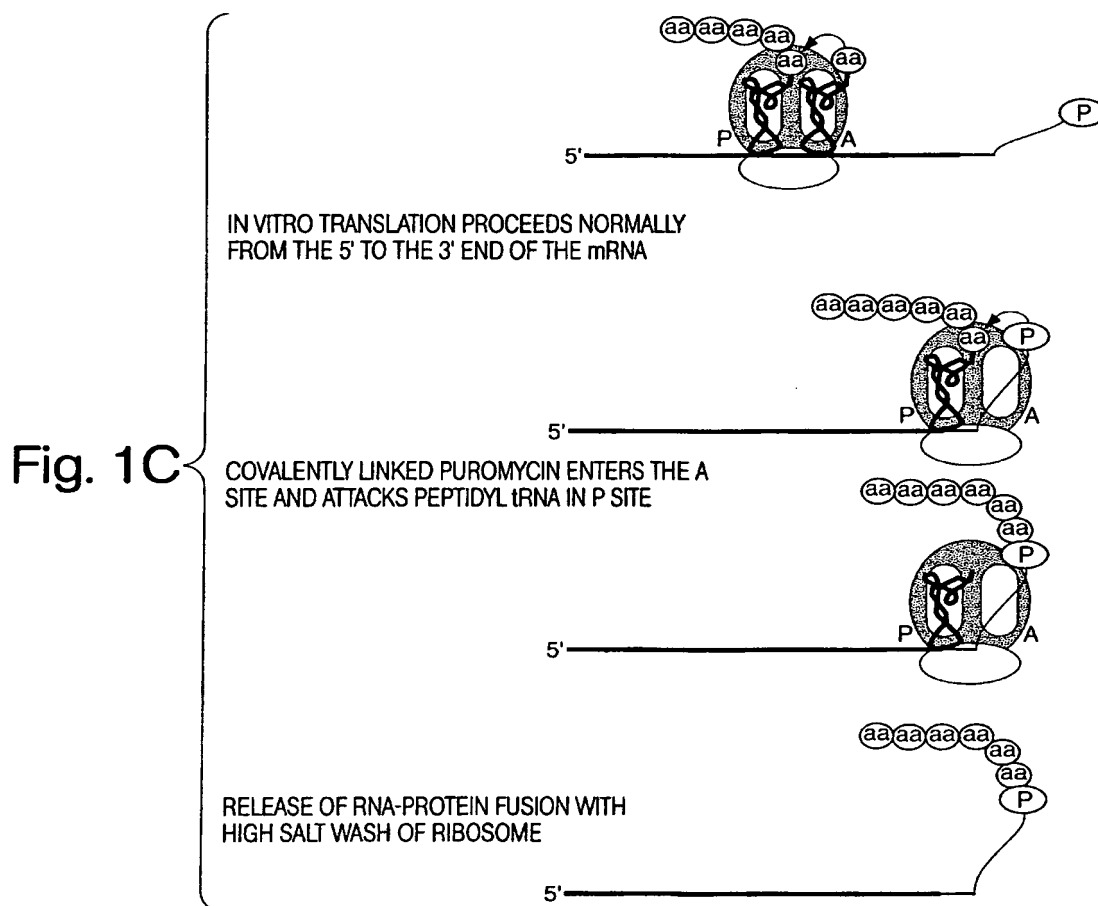 aa aa aa aa aa aa aa
P
P A
5'
IN VITRO TRANSLATION PROCEEDS NORMALLY
FROM THE 5' TO THE 3' END OF THE mRNA
aa aa aa aa aa aa P
P A
5'
Fig. 1C
COVALENTLY LINKED PUROMYCIN ENTERS THE A
SITE AND ATTACKS PEPTIDYL tRNA IN P SITE
aa aa aa aa aa aa
P
P A
5'
aa aa aa aa aa aa
P
RELEASE OF RNA-PROTEIN FUSION WITH
HIGH SALT WASH OF RIBOSOME
5'